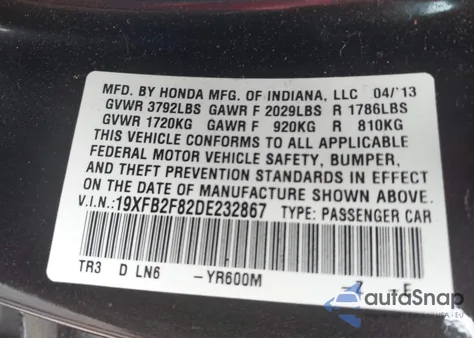 MFD. BY HONDA MFG. OF INDIANA, LLC 04/'13
GVWR 3792LBS GAWR F 2029LBS R 1786LBS
GVWR 1720KG GAWR F 920KG R 810KG
THIS VEHICLE CONFORMS TO ALL APPLICABLE
FEDERAL MOTOR VEHICLE SAFETY, BUMPER,
AND THEFT PREVENTION STANDARDS IN EFFECT
ON THE DATE OF MANUFACTURE SHOWN ABOVE.
V.I.N.:19XFB2F82DE232867 TYPE: PASSENGER CAR
TR3 D LN6 -YR600M
autoSnap